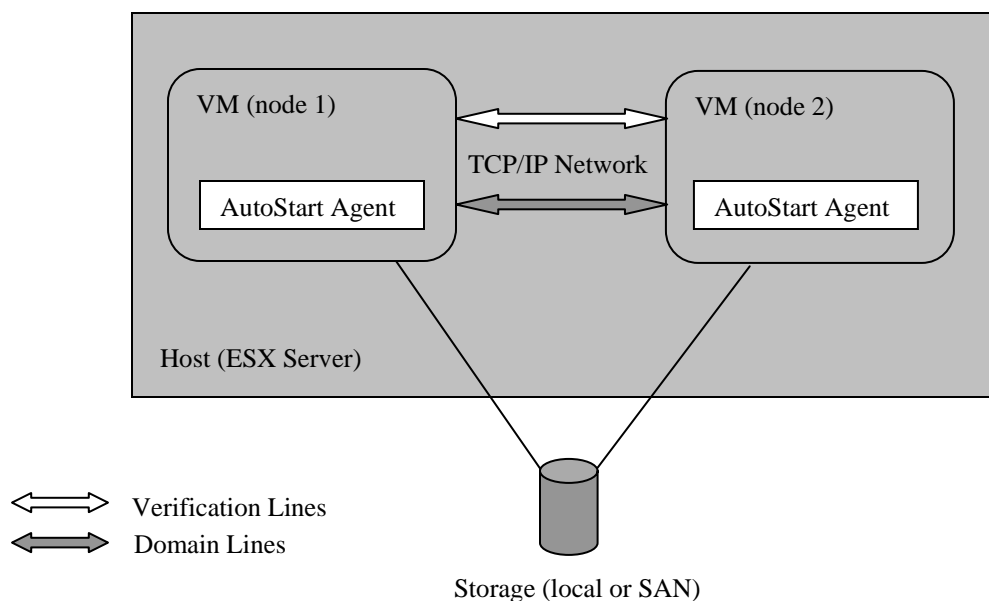 VM (node 1)
VM (node 2)
TCP/IP Network
AutoStart Agent
AutoStart Agent
Host (ESX Server)
Verification Lines
Domain Lines
Storage (local or SAN)